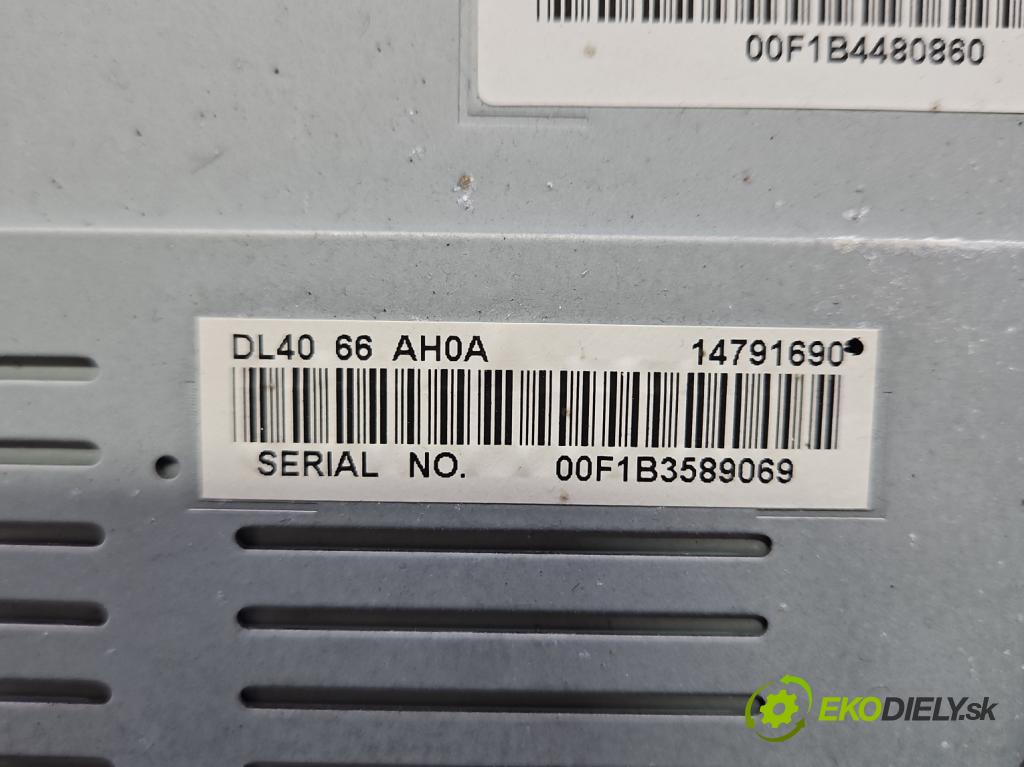 00F1B4480860
DL40 66 AH0A 14791690
SERIAL NO. 00F1B3589069
EKODIELY.sk